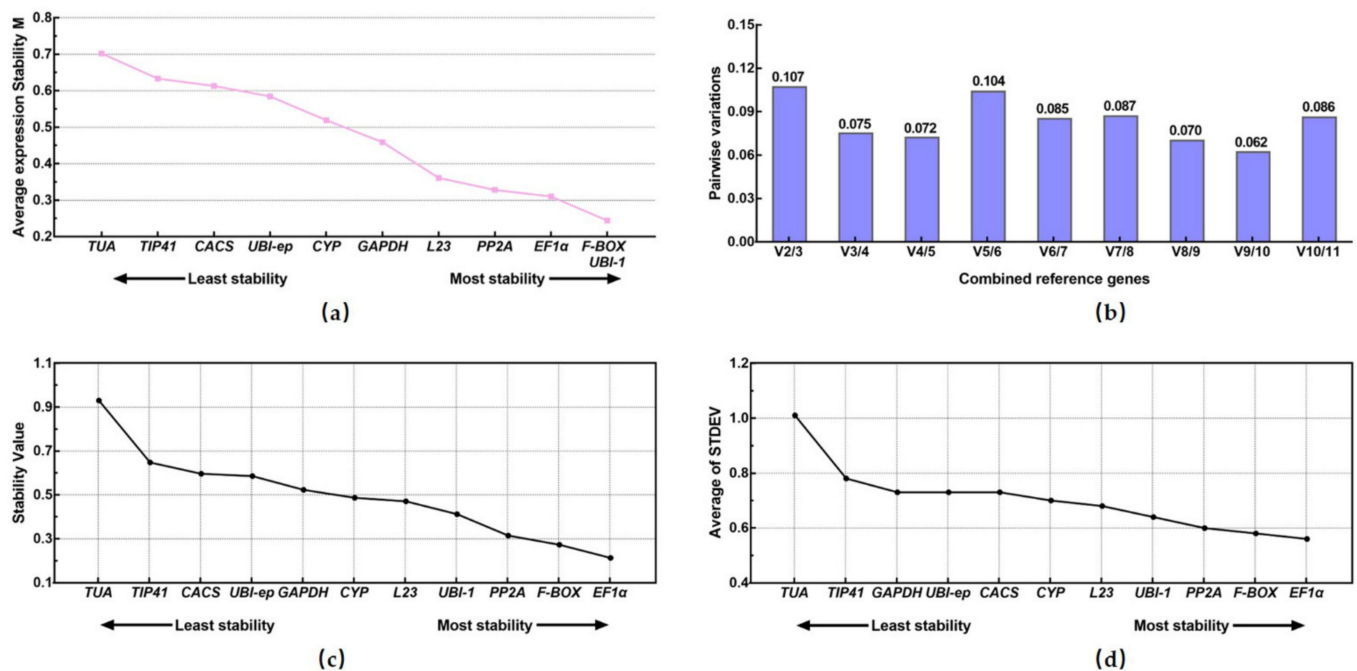 Average expression Stability M
0.8
0.7
0.6
0.5
0.4
0.3
0.2
TUA TIP41 CACS UBI-ep CYP GAPDH L23 PP2A EF1α F-BOX
UBI-1
Least stability Most stability
(a)
Pairwise variations
0.15
0.12
0.09
0.06
0.03
0.00
0.107 0.075 0.072 0.104 0.085 0.087 0.070 0.062 0.086
V2/3 V3/4 V4/5 V5/6 V6/7 V7/8 V8/9 V9/10 V10/11
Combined reference genes
(b)
Stability Value
1.1
0.9
0.7
0.5
0.3
0.1
TUA TIP41 CACS UBI-ep GAPDH CYP L23 UBI-1 PP2A F-BOX EF1α
Least stability Most stability
(c)
Average of STDEV
1.2
1.0
0.8
0.6
0.4
TUA TIP41 GAPDH UBI-ep CACS CYP L23 UBI-1 PP2A F-BOX EF1α
Least stability Most stability
(d)